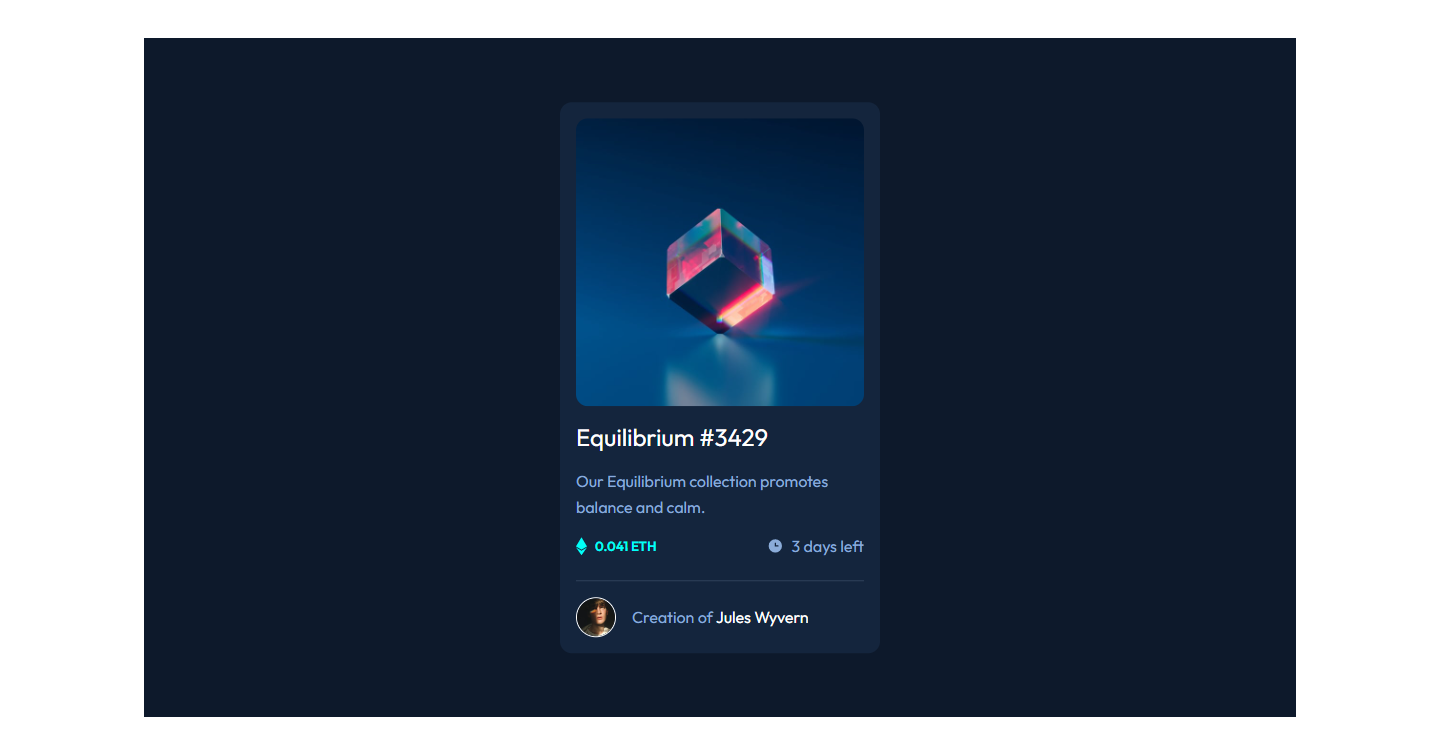 Equilibrium #3429
Our Equilibrium collection promotes
balance and calm.
0.041 ETH
3 days left
Creation of Jules Wyvern